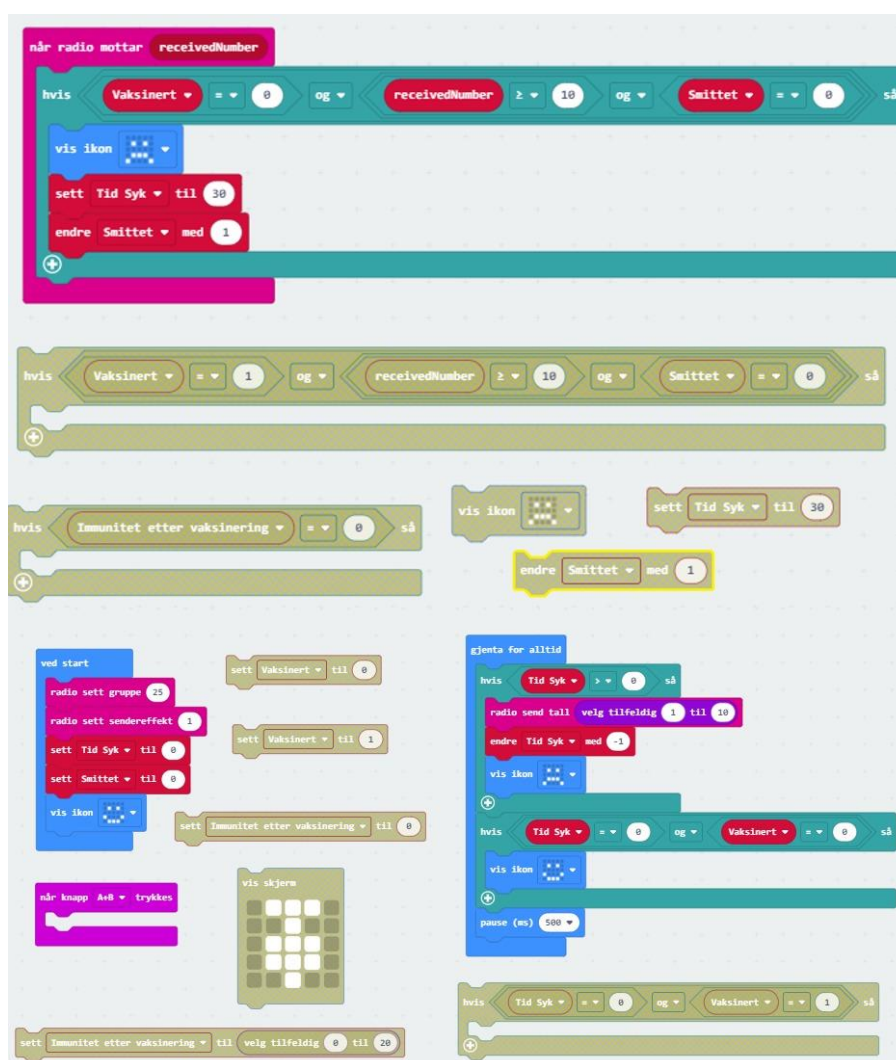 når radio mottar receivedNumber
hvis Vaksinert = 0 og receivedNumber ≥ 10 og Smittet = 0 så
vis ikon
sett Tid Syk til 30
endre Smittet med 1
hvis Vaksinert = 1 og receivedNumber ≥ 10 og Smittet = 0 så
hvis Immunitet etter vaksinering = 0 så
vis ikon
sett Tid Syk til 30
endre Smittet med 1
ved start
radio sett gruppe 25
radio sett sendereffekt 1
sett Tid Syk til 0
sett Smittet til 0
vis ikon
sett Vaksinert til 0
sett Vaksinert til 1
sett Immunitet etter vaksinering til 0
når knapp A+B trykkes
vis skjerm
sett Immunitet etter vaksinering til velg tilfeldig 0 til 20
gjenta for alltid
hvis Tid Syk > 0 så
radio send tall velg tilfeldig 1 til 10
endre Tid Syk med -1
vis ikon
hvis Tid Syk = 0 og Vaksinert = 0 så
vis ikon
pause (ms) 500
hvis Tid Syk = 0 og Vaksinert = 1 så